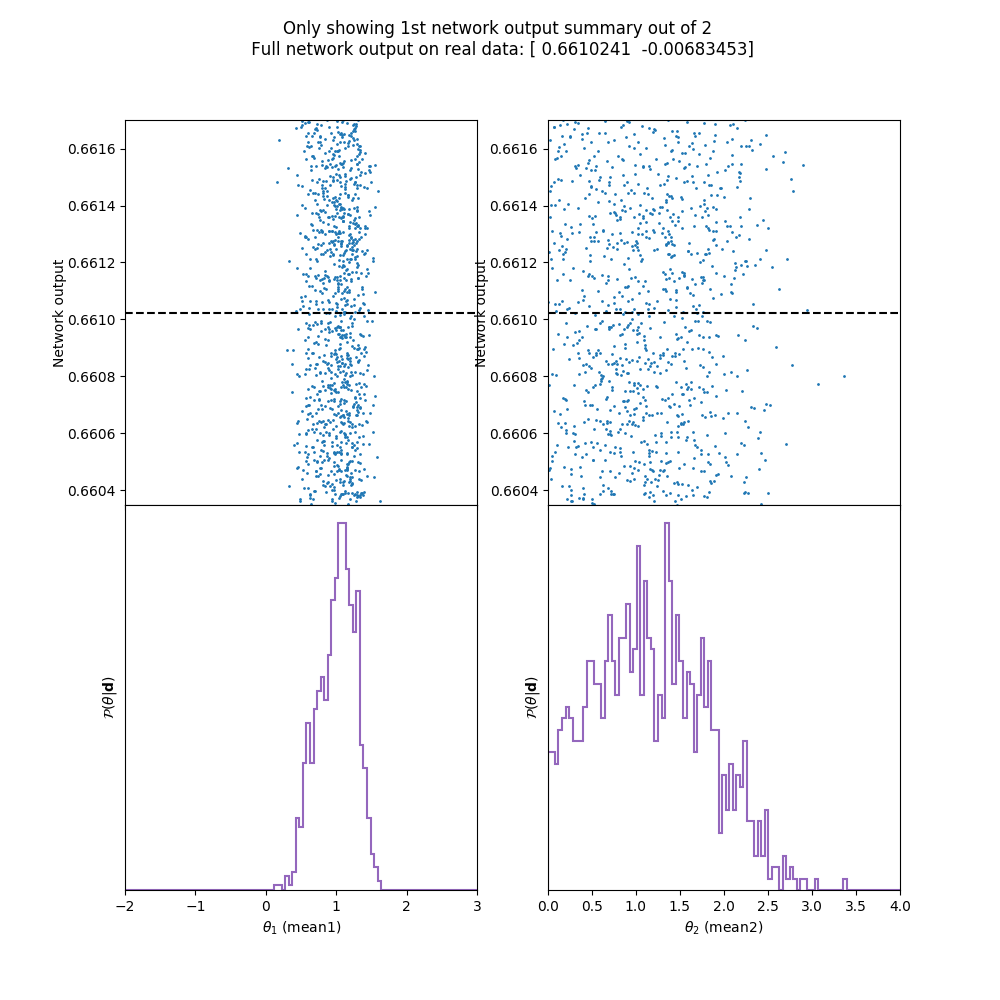 Only showing 1st network output summary out of 2
Full network output on real data: [ 0.6610241  -0.00683453]
0.6616
0.6614
0.6612
0.6610
0.6608
0.6606
0.6604
Network output
0.6616
0.6614
0.6612
0.6610
0.6608
0.6606
0.6604
Network output
𝒫(θ|𝐝)
−2 −1 0 1 2 3
θ₁ (mean1)
𝒫(θ|𝐝)
0.0 0.5 1.0 1.5 2.0 2.5 3.0 3.5 4.0
θ₂ (mean2)